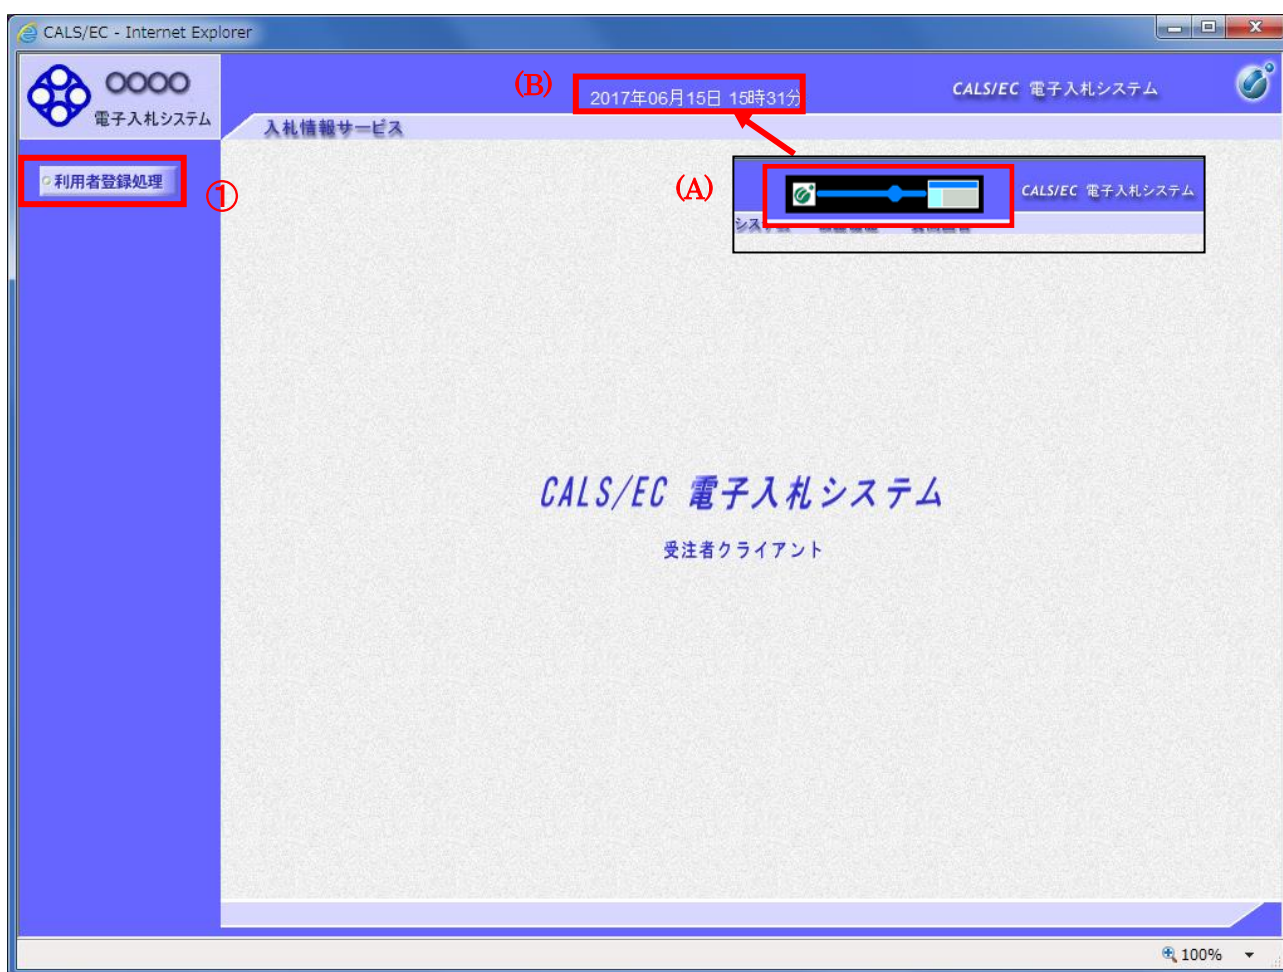 CALS/EC - Internet Explorer
OOOO
電子入札システム
(B)
2017年06月15日 15時31分
CALS/EC 電子入札システム
入札情報サービス
利用者登録処理
①
(A)
CALS/EC 電子入札システム
CALS/EC 電子入札システム
受注者クライアント
100%